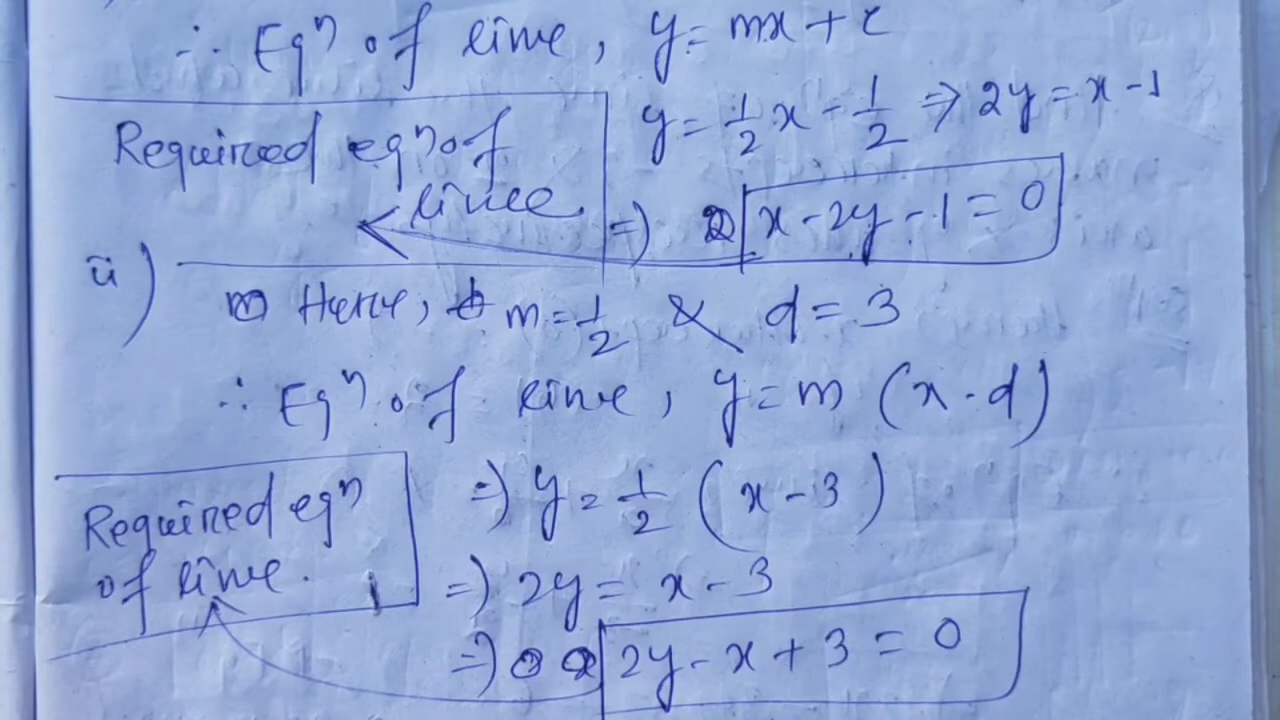 ∴ Eqⁿ of line, y = mx + c
y = 1/2 x - 1/2 ⇒ 2y = x - 1
Required eqⁿ of
line.
⇒ x - 2y - 1 = 0
ii)
Here, m = 1/2 & d = 3
∴ Eqⁿ of line, y = m (x - d)
Required eqⁿ
of line.
⇒ y = 1/2 (x - 3)
⇒ 2y = x - 3
⇒ 2y - x + 3 = 0